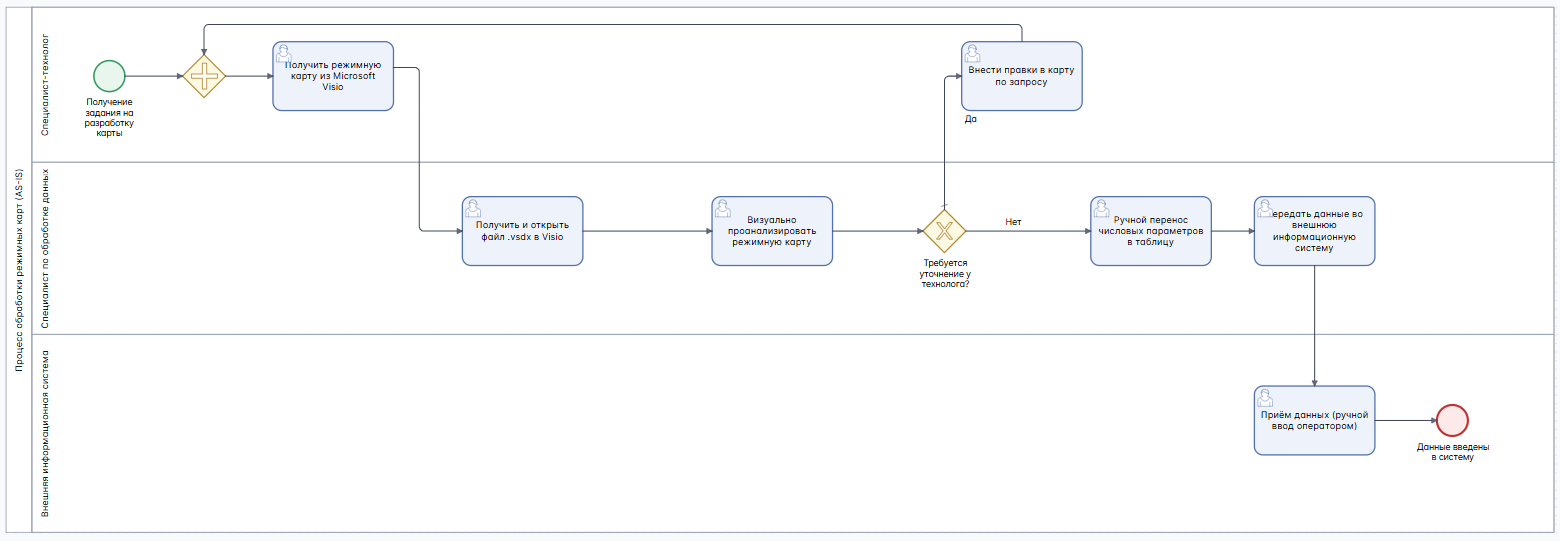 Процесс обработки режимных карт (AS-IS)
Специалист-технолог
Получение
задания на
разработку
карты
Получить режимную
карту из Microsoft
Visio
Внести правки в карту
по запросу
Да
Специалист по обработке данных
Получить и открыть
файл .vsdx в Visio
Визуально
проанализировать
режимную карту
Требуется
уточнение у
технолога?
Нет
Ручной перенос
числовых параметров
в таблицу
Передать данные во
внешнюю
информационную
систему
Внешняя информационная система
Приём данных (ручной
ввод оператором)
Данные введены
в систему